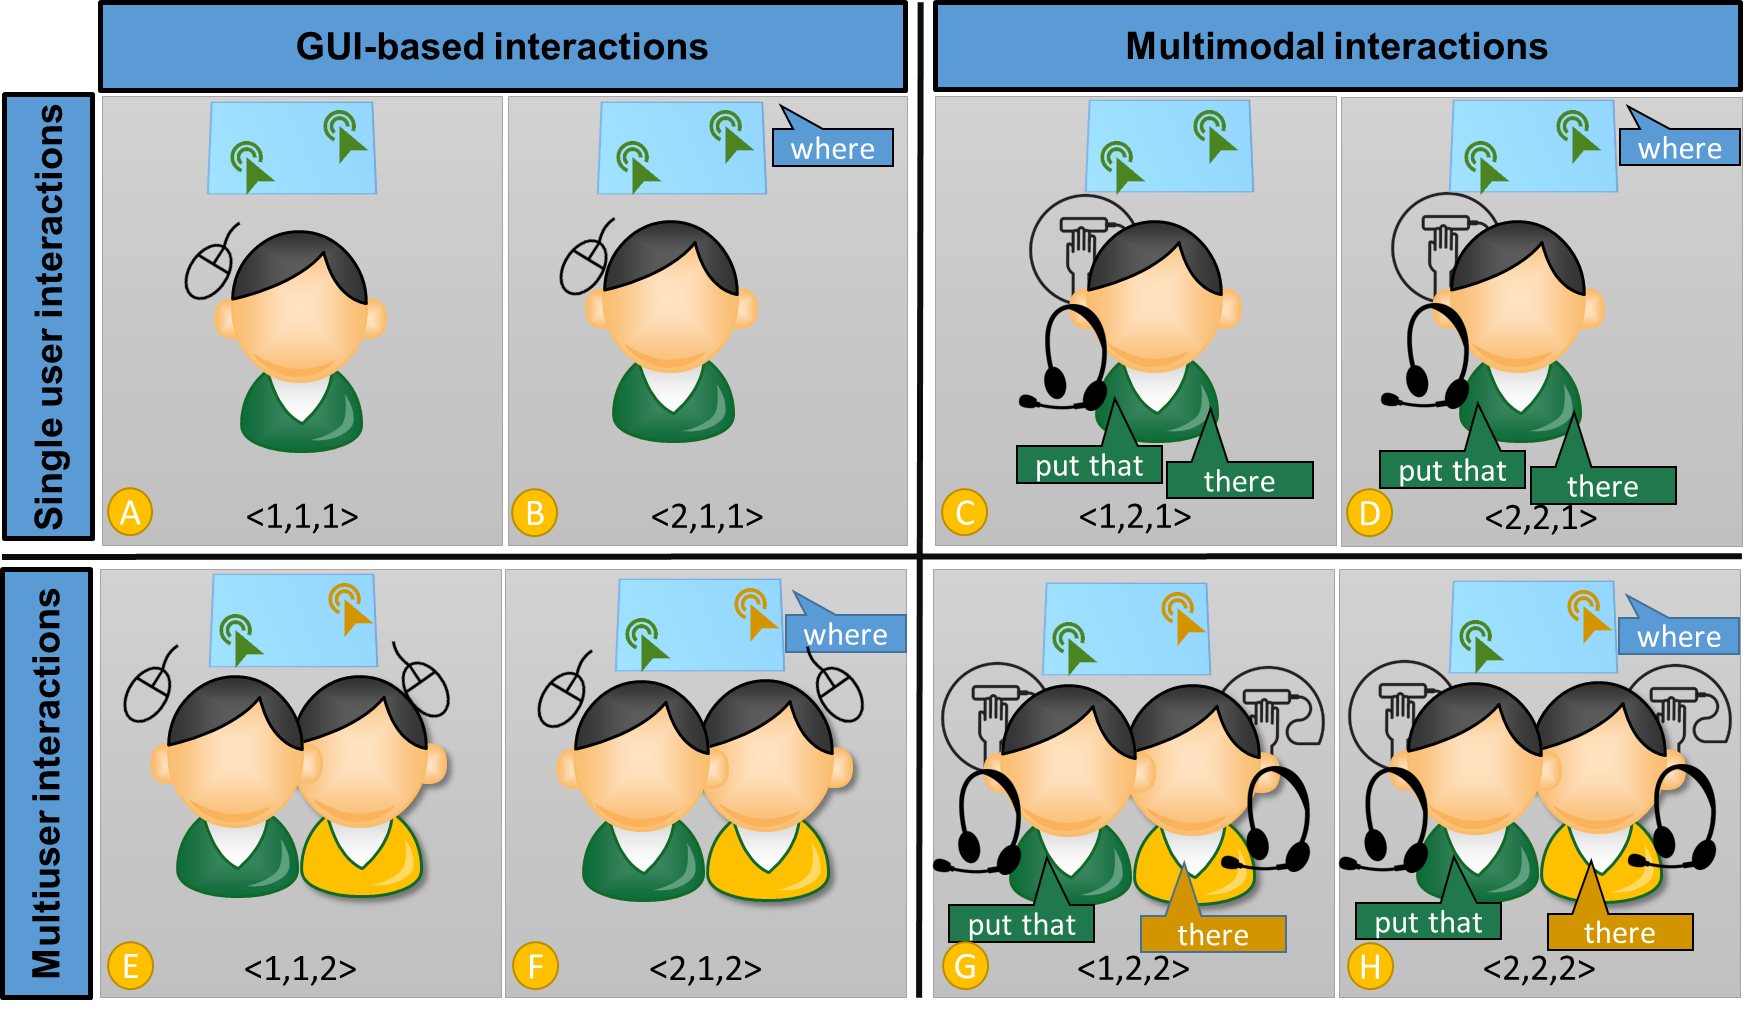 GUI-based interactions
Multimodal interactions
Single user interactions
where
A
<1,1,1>
B
<2,1,1>
put that
there
C
<1,2,1>
where
put that
there
D
<2,2,1>
Multiuser interactions
E
<1,1,2>
where
F
<2,1,2>
put that
there
G
<1,2,2>
where
put that
there
H
<2,2,2>